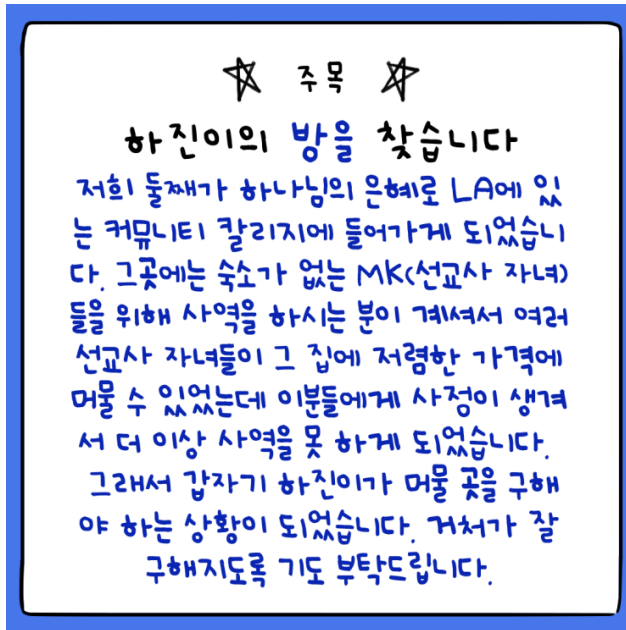 주목
하진이의 방을 찾습니다
저희 둘째가 하나님의 은혜로 LA에 있
는 커뮤니티 칼리지에 들어가게 되었습니
다. 그곳에는 숙소가 없는 MK(선교사 자녀)
들을 위해 사역을 하시는 분이 계셔서 여러
선교사 자녀들이 그 집에 저렴한 가격에
머물 수 있었는데 이분들에게 사정이 생겨
서 더 이상 사역을 못 하게 되었습니다.
그래서 갑자기 하진이가 머물 곳을 구해
야 하는 상황이 되었습니다. 거처가 잘
구해지도록 기도 부탁드립니다.